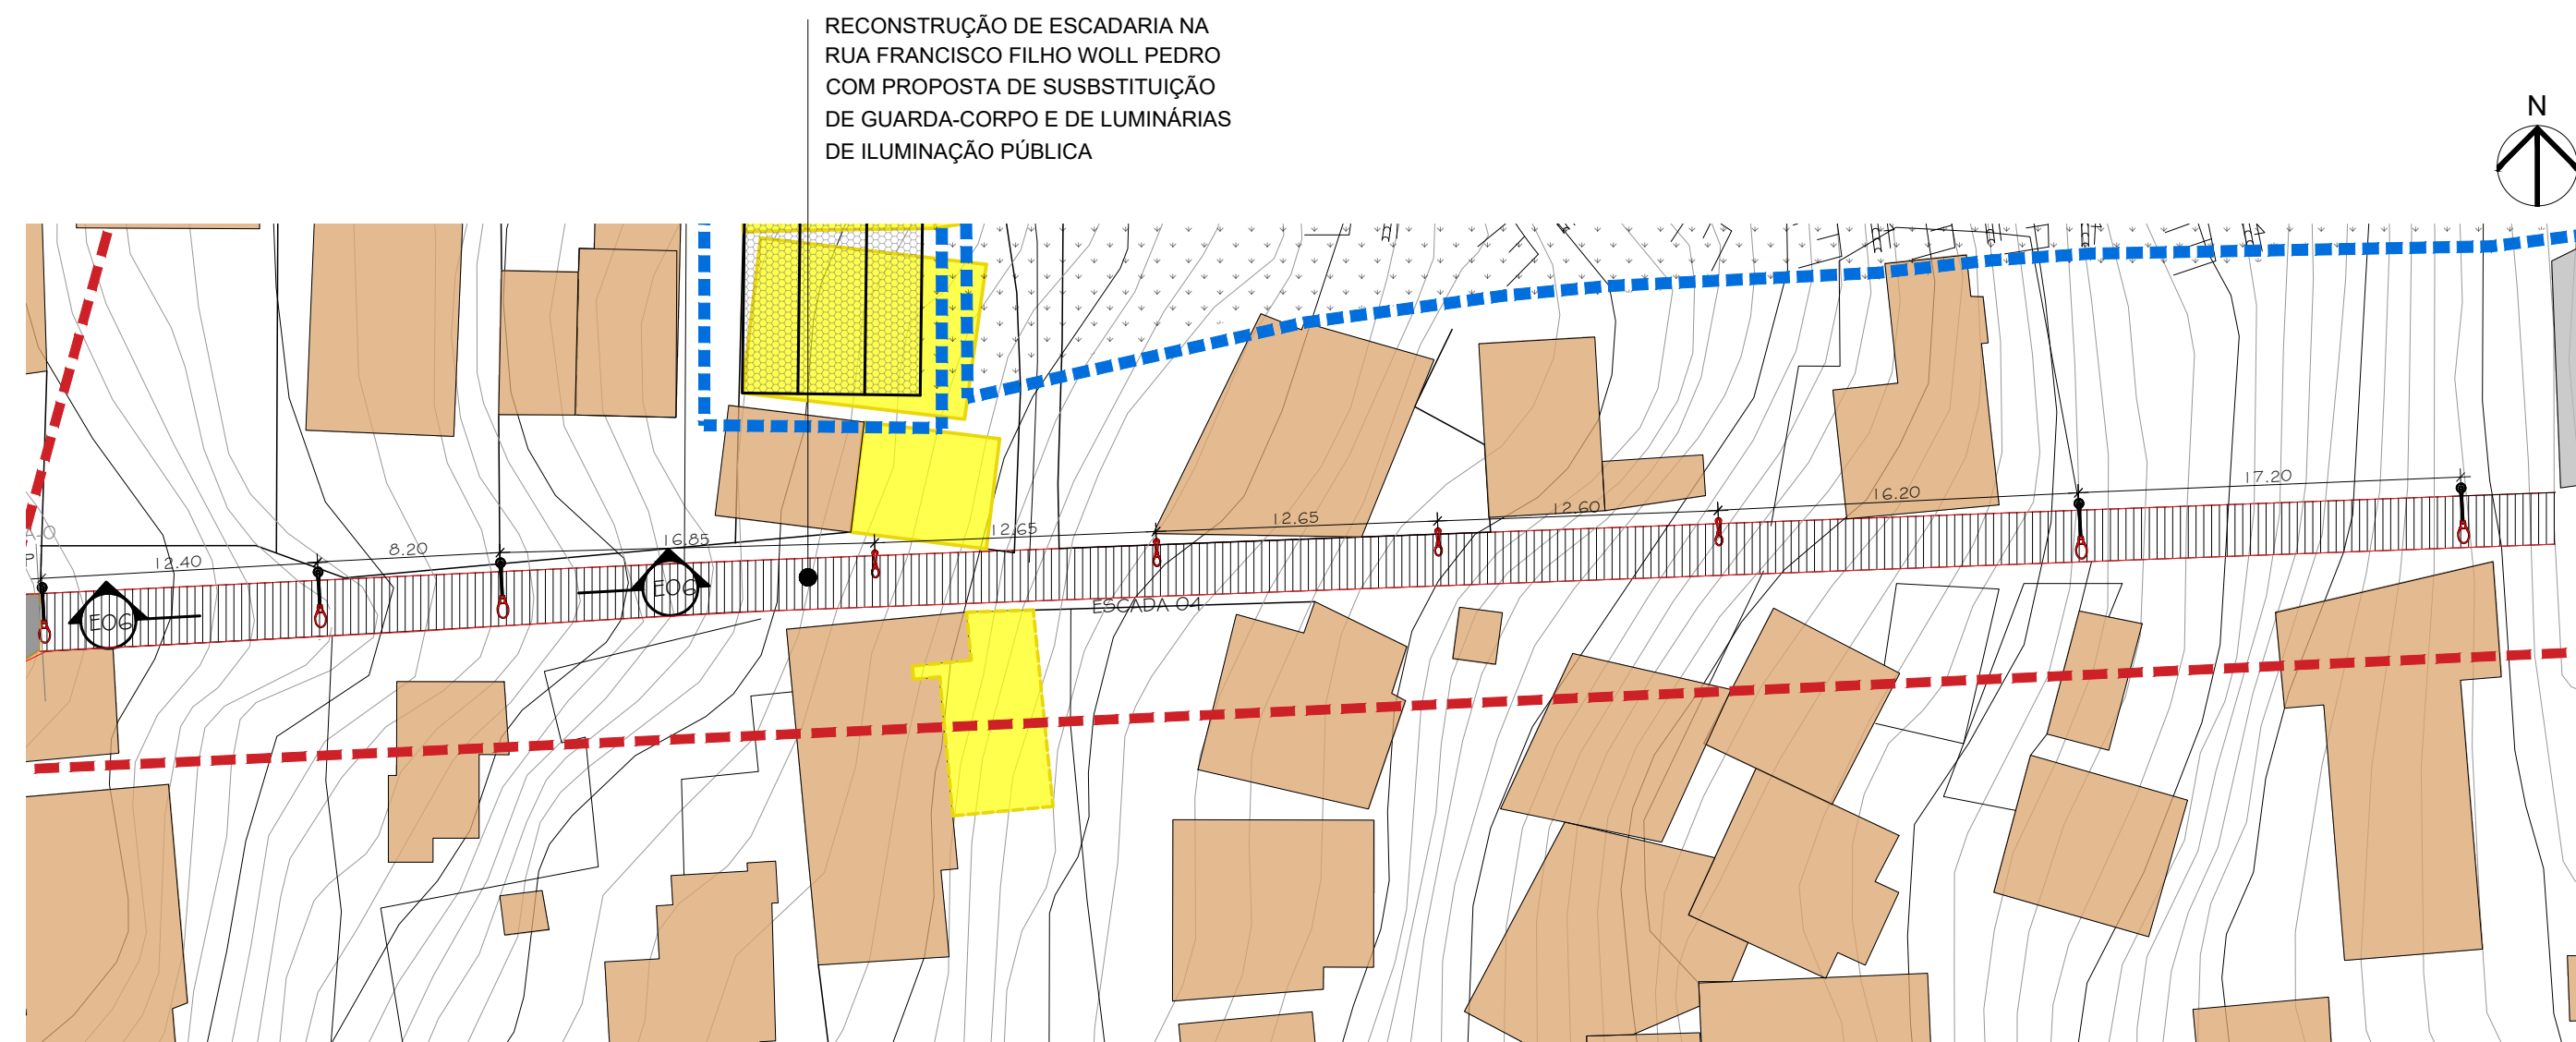 RECONSTRUÇÃO DE ESCADARIA NA
RUA FRANCISCO FILHO WOLL PEDRO
COM PROPOSTA DE SUSBSTITUIÇÃO
DE GUARDA-CORPO E DE LUMINÁRIAS
DE ILUMINAÇÃO PÚBLICA
N
17.20
16.20
12.60
12.65
12.65
16.85
8.20
12.40
E06
E06
ESCADA 04